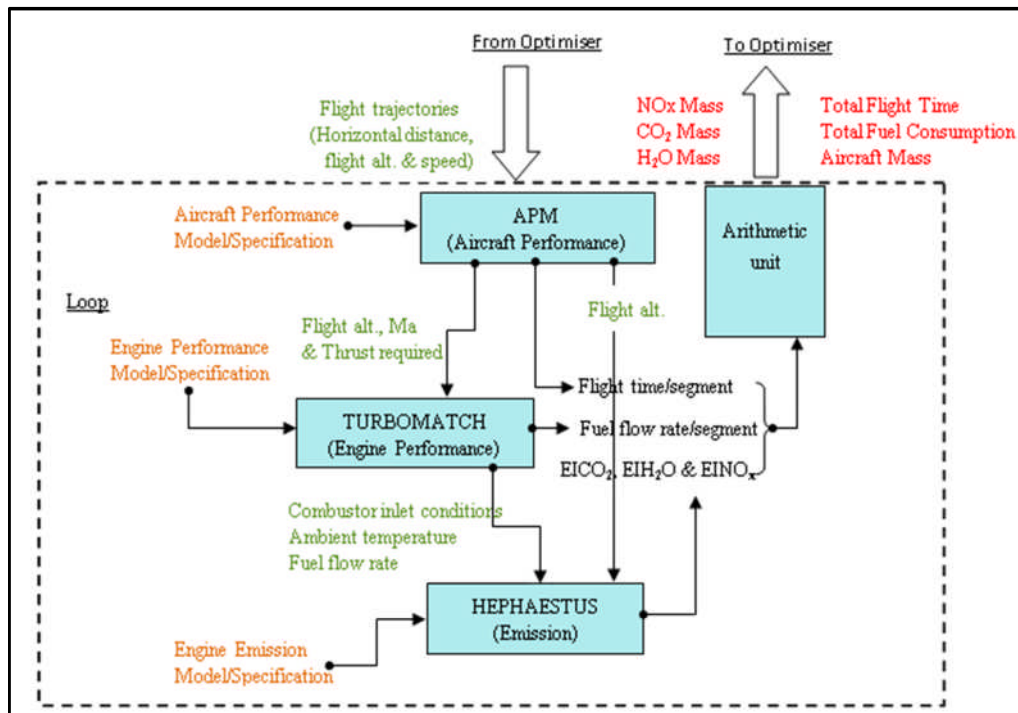 From Optimiser
To Optimiser
Flight trajectories
(Horizontal distance,
flight alt. & speed)
NOx Mass
CO₂ Mass
H₂O Mass
Total Flight Time
Total Fuel Consumption
Aircraft Mass
Aircraft Performance
Model/Specification
APM
(Aircraft Performance)
Arithmetic
unit
Loop
Flight alt., Ma
& Thrust required
Flight alt.
Engine Performance
Model/Specification
Flight time/segment
TURBOMATCH
(Engine Performance)
Fuel flow rate/segment
EICO₂, EIH₂O & EINOₓ
Combustor inlet conditions
Ambient temperature
Fuel flow rate
HEPHAESTUS
(Emission)
Engine Emission
Model/Specification